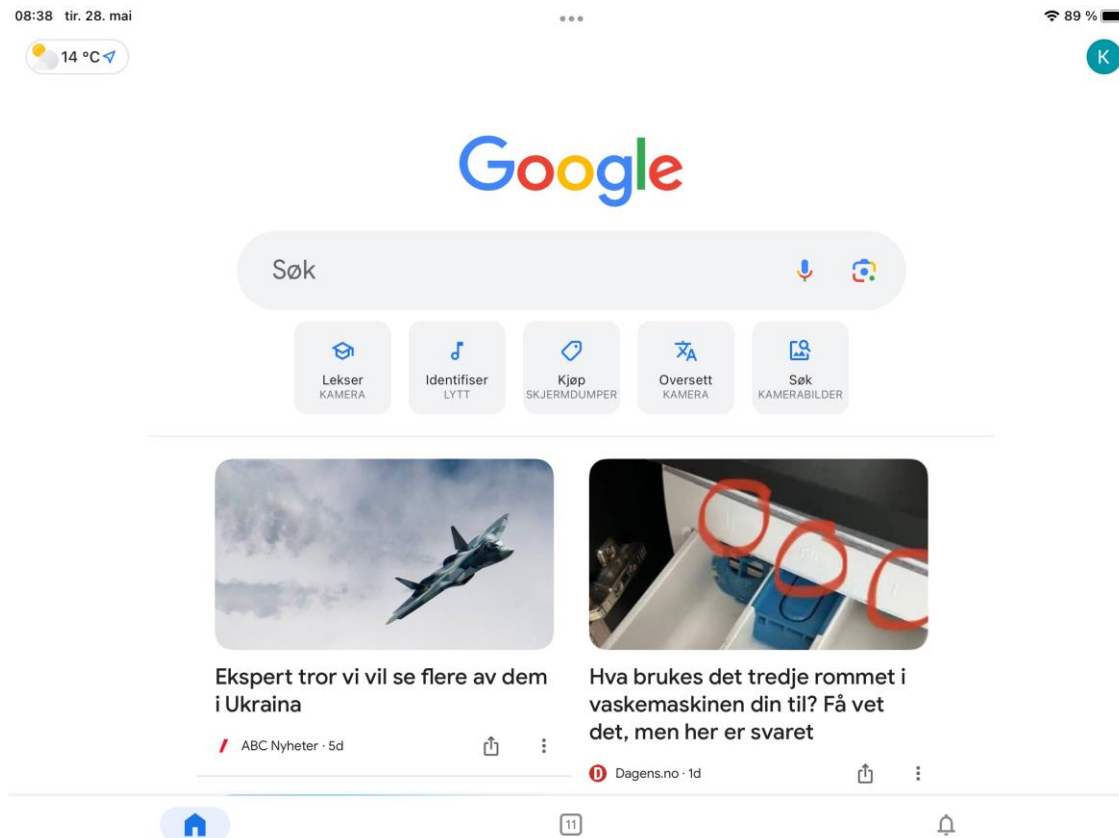 08:38 tir. 28. mai
89 %
14 °C
K
Google
Søk
Lekser
KAMERA
Identifiser
LYTT
Kjøp
SKJERMDUMPER
Oversett
KAMERA
Søk
KAMERABILDER
Ekspert tror vi vil se flere av dem
i Ukraina
ABC Nyheter · 5d
Hva brukes det tredje rommet i
vaskemaskinen din til? Få vet
det, men her er svaret
D Dagens.no · 1d
11